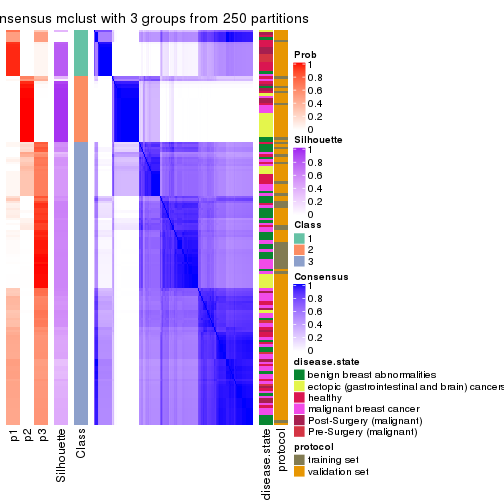 nsensus mclust with 3 groups from 250 partitions
Prob
1
0.8
0.6
0.4
0.2
0
Silhouette
1
0.8
0.6
0.4
0.2
0
Class
1
2
3
Consensus
1
0.8
0.6
0.4
0.2
0
disease.state
benign breast abnormalities
ectopic (gastrointestinal and brain) cancers
healthy
malignant breast cancer
Post-Surgery (malignant)
Pre-Surgery (malignant)
protocol
training set
validation set
p1
p2
p3
Silhouette
Class
disease.state
protocol